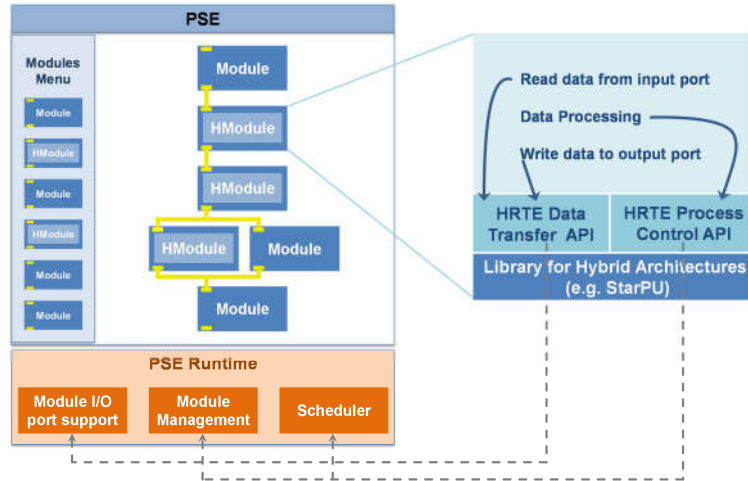 PSE
Modules
Menu
Module
HModule
Module
HModule
Module
Module
Module
HModule
HModule
HModule
Module
Module
Read data from input port
Data Processing
Write data to output port
HRTE Data
Transfer API
HRTE Process
Control API
Library for Hybrid Architectures
(e.g. StarPU)
PSE Runtime
Module I/O
port support
Module
Management
Scheduler